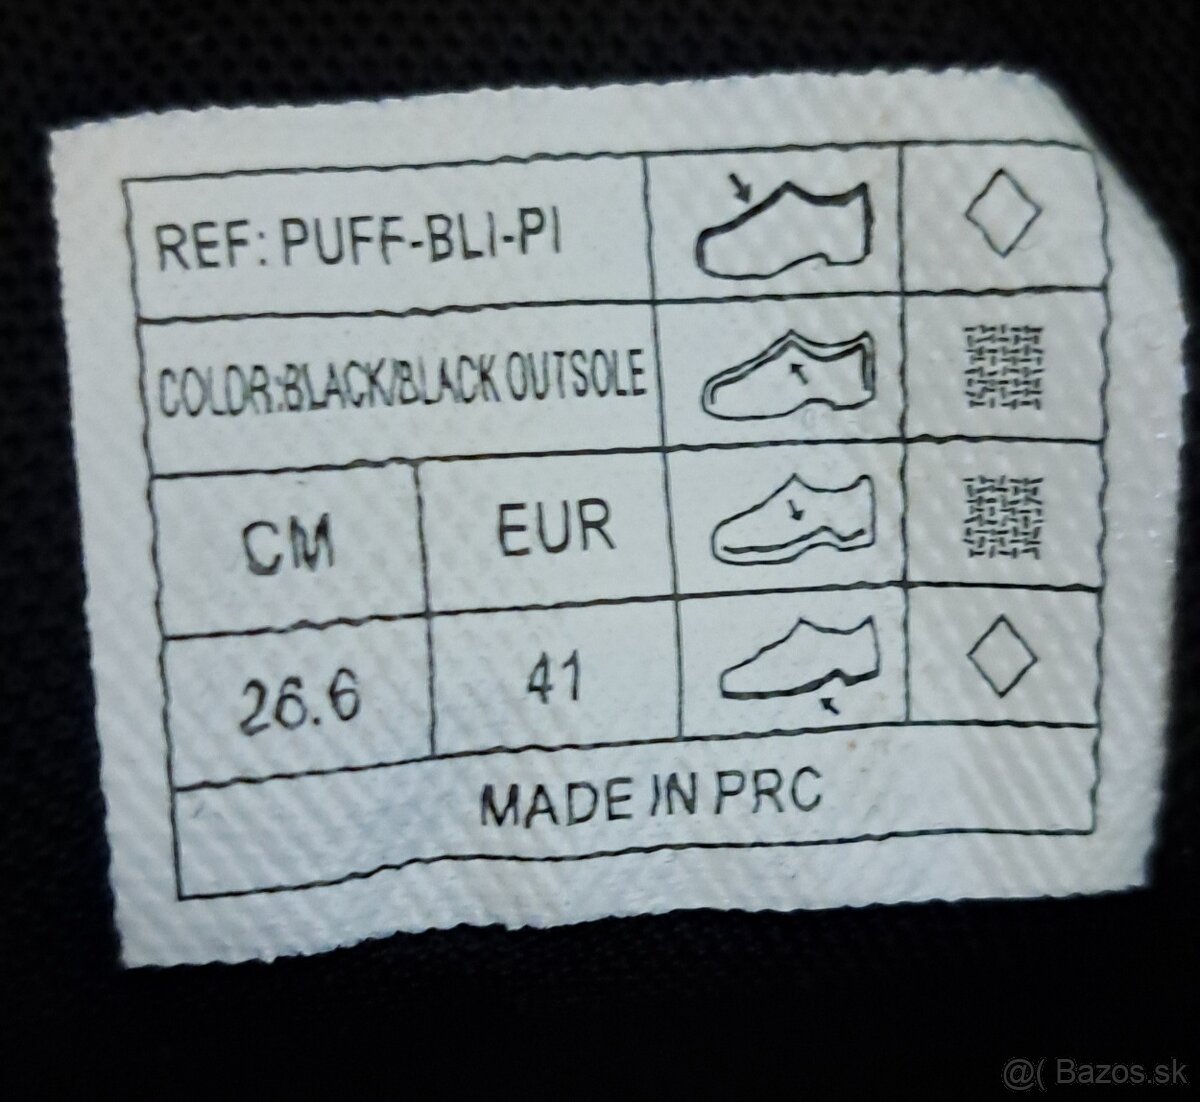 REF: PUFF-BLI-PI
COLOR:BLACK/BLACK OUTSOLE
CM EUR
26.6 41
MADE IN PRC
@( Bazos.sk